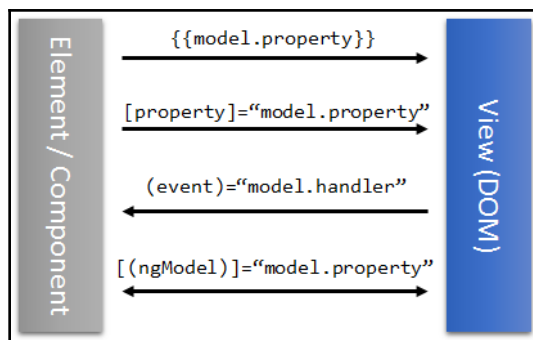 Element / Component
{{model.property}}
[property]=“model.property”
(event)=“model.handler”
[(ngModel)]=“model.property”
View (DOM)